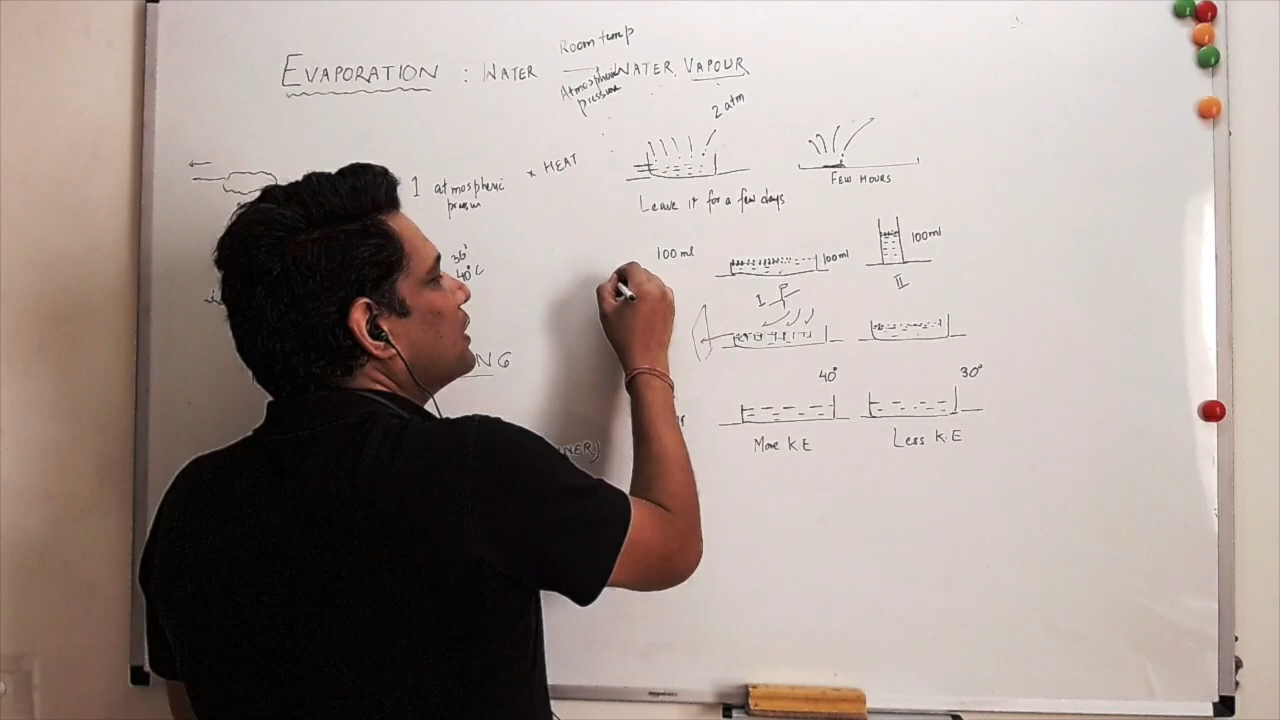 Room temp
EVAPORATION : WATER WATER VAPOUR
Atmospheric
pressure
2 atm
1 atmospheric
pressure
x HEAT
FEW HOURS
Leave it for a few days
36°
40°C
100 ml
100 ml
100 ml
I
II
NG
40°
30°
More K E
Less K.E
NER)